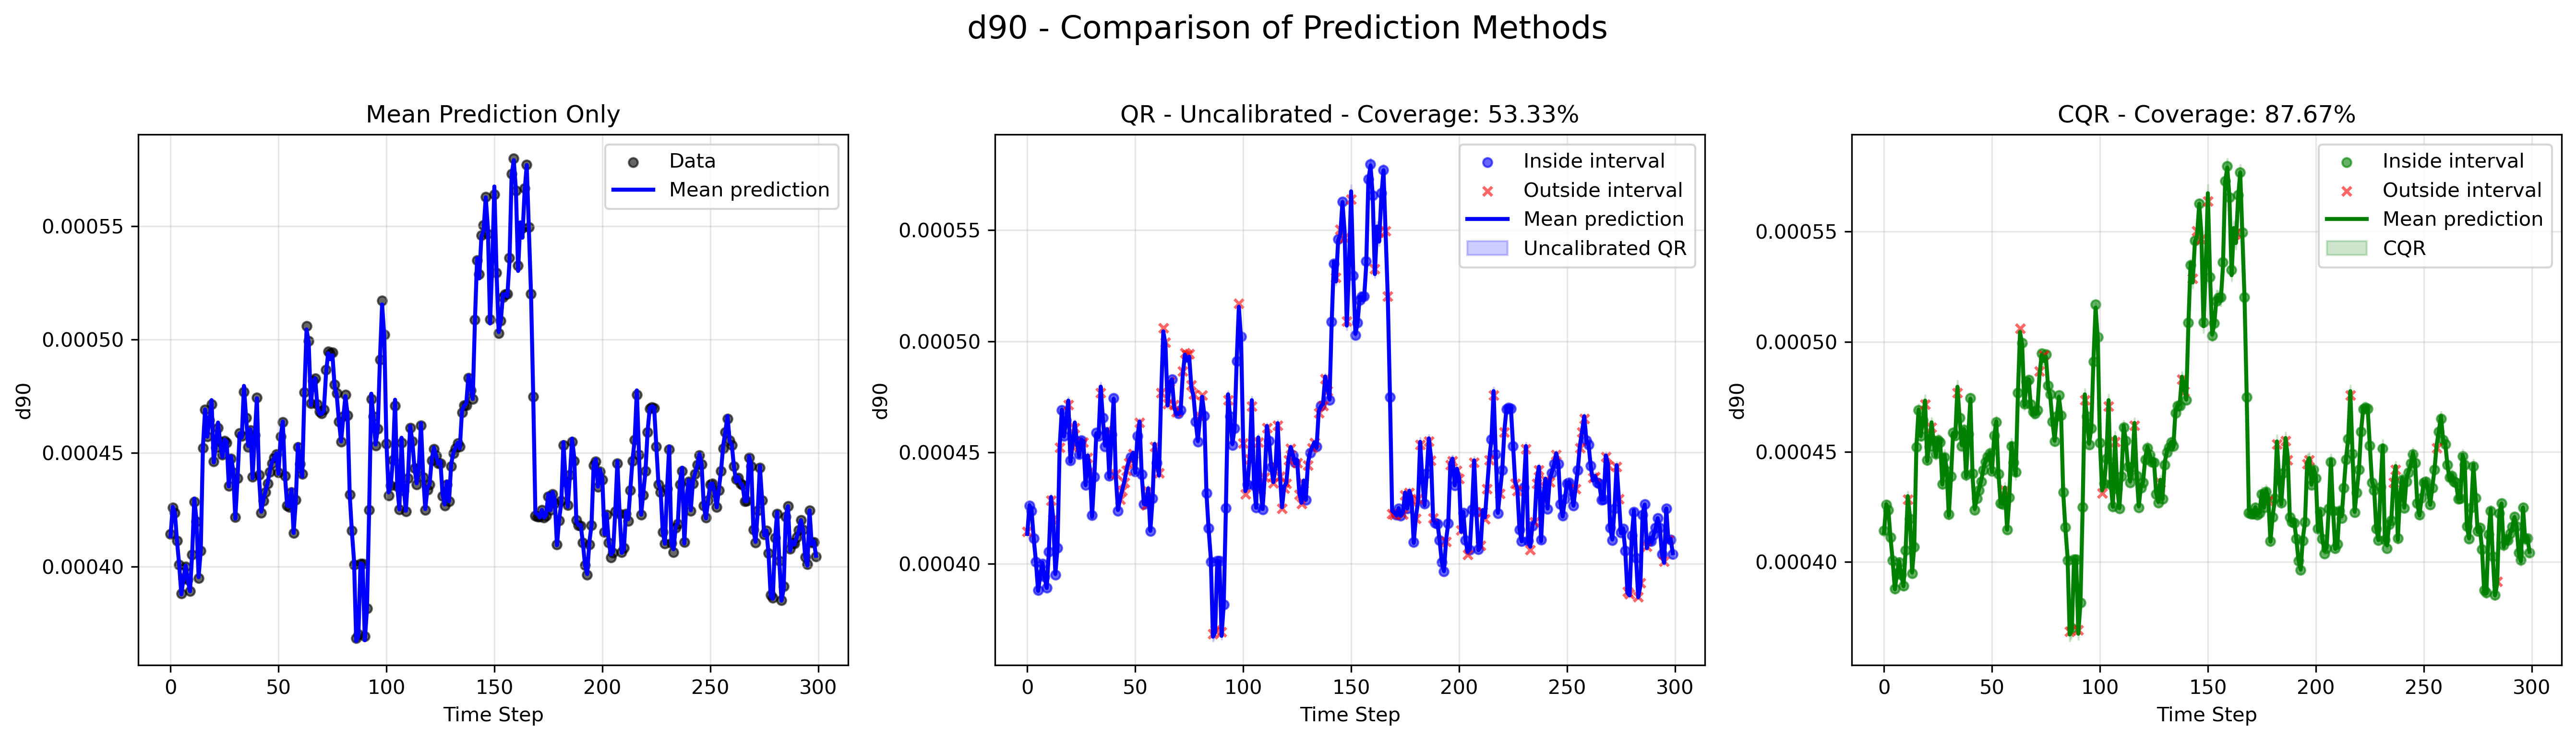 d90 - Comparison of Prediction Methods
Mean Prediction Only
Data
Mean prediction
0.00055
0.00050
0.00045
0.00040
d90
0
50
100
150
200
250
300
Time Step
QR - Uncalibrated - Coverage: 53.33%
Inside interval
Outside interval
Mean prediction
Uncalibrated QR
0.00055
0.00050
0.00045
0.00040
d90
0
50
100
150
200
250
300
Time Step
CQR - Coverage: 87.67%
Inside interval
Outside interval
Mean prediction
CQR
0.00055
0.00050
0.00045
0.00040
d90
0
50
100
150
200
250
300
Time Step